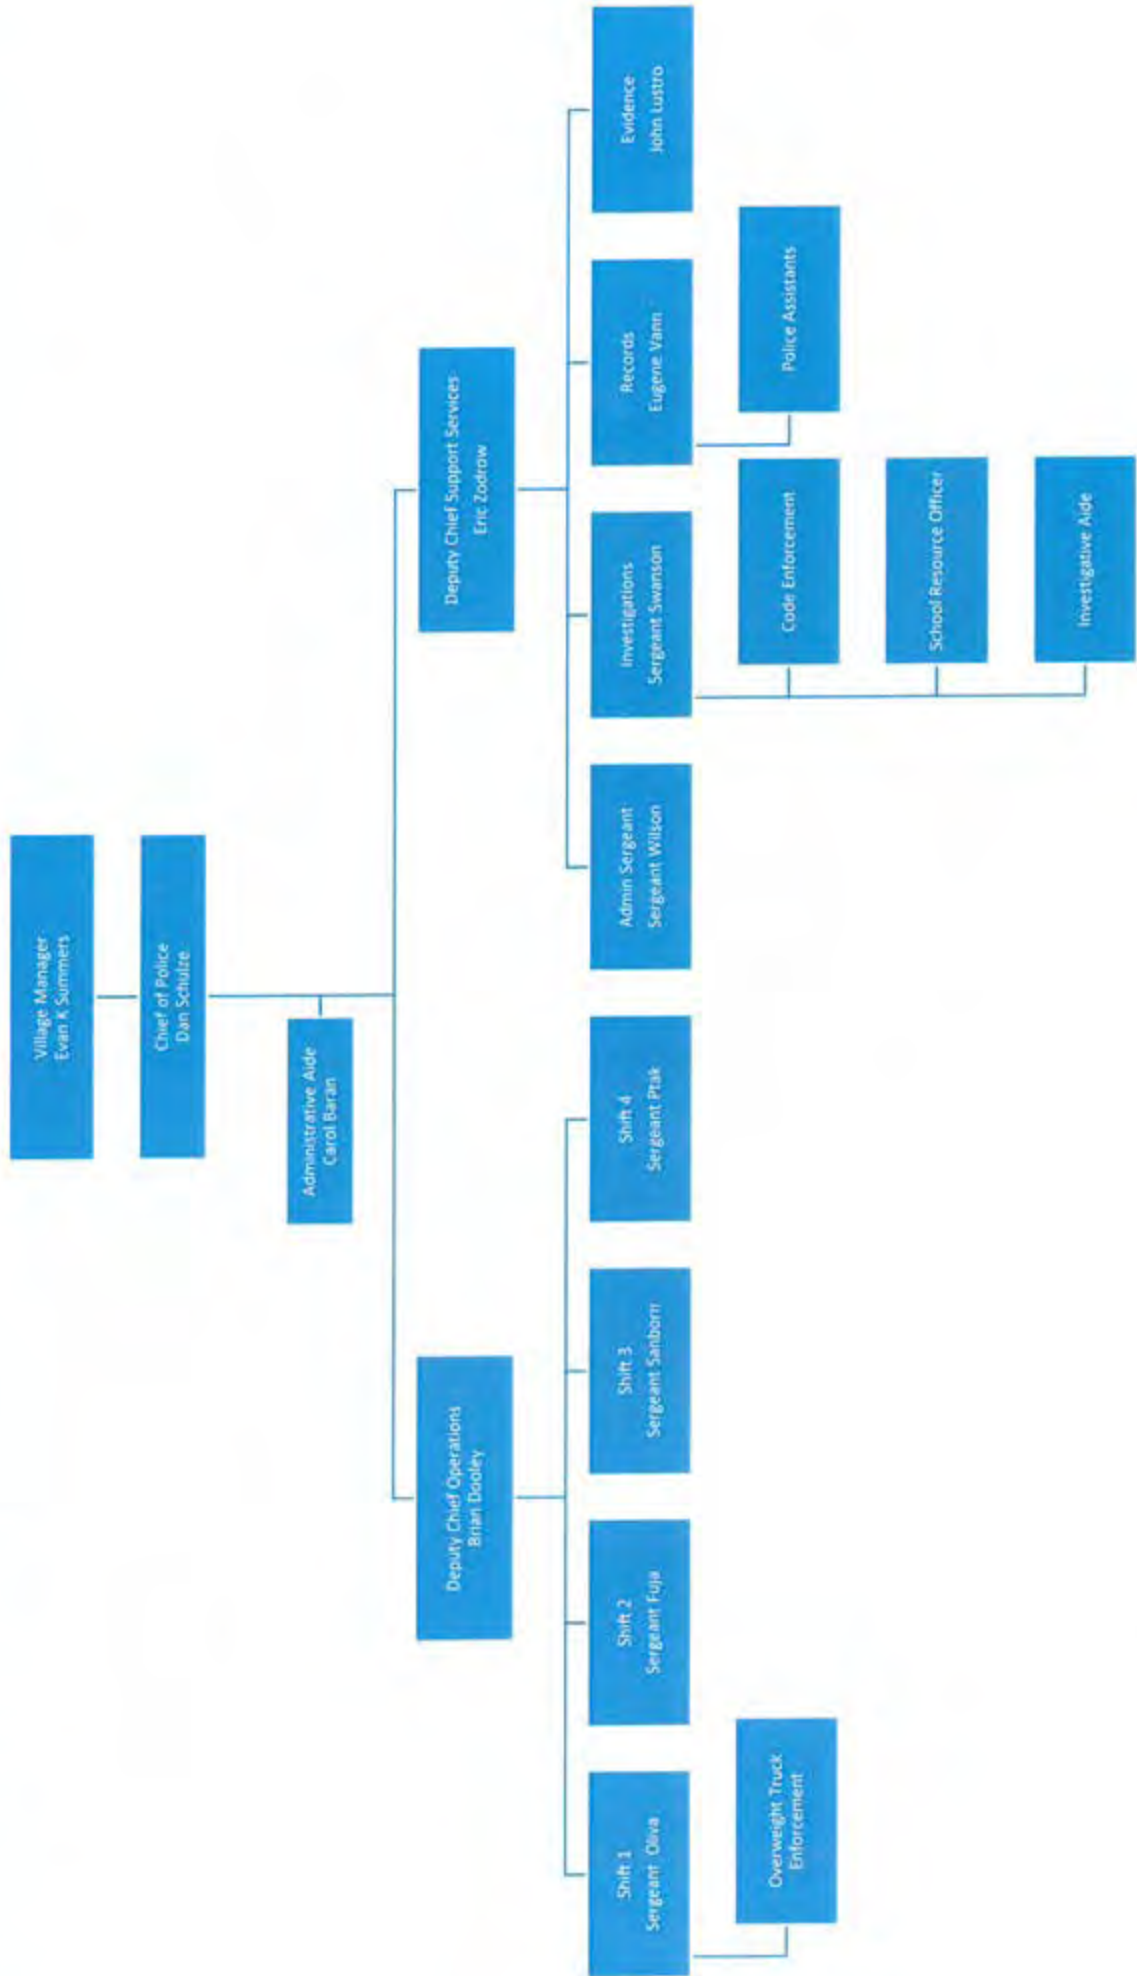 Village Manager
Evan K Summers
Chief of Police
Dan Schulze
Administrative Aide
Carol Baran
Deputy Chief Operations
Brian Dooley
Deputy Chief Support Services
Eric Zodrow
Shift 1
Sergeant Oliva
Shift 2
Sergeant Fuja
Shift 3
Sergeant Sanborn
Shift 4
Sergeant Ptak
Admin Sergeant
Sergeant Wilson
Investigations
Sergeant Swanson
Records
Eugene Vann
Evidence
John Lustro
Overweight Truck
Enforcement
Code Enforcement
Police Assistants
School Resource Officer
Investigative Aide